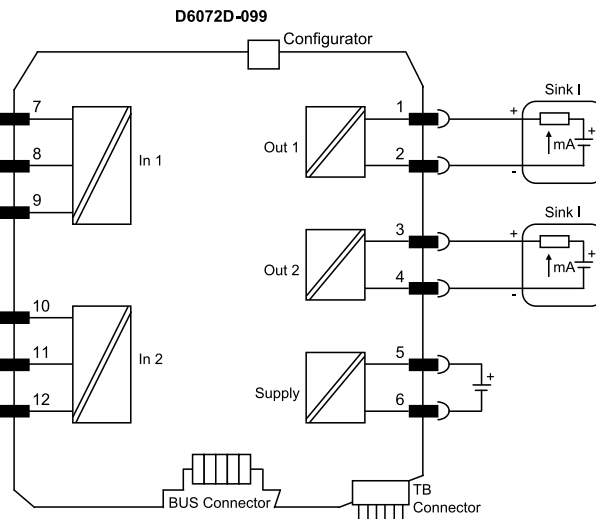 D6072D-099
Configurator
7
8
9
In 1
10
11
12
In 2
Out 1
1
2
Out 2
3
4
Supply
5
6
Sink I
+
mA
+
-
Sink I
+
mA
+
-
+
BUS Connector
TB
Connector